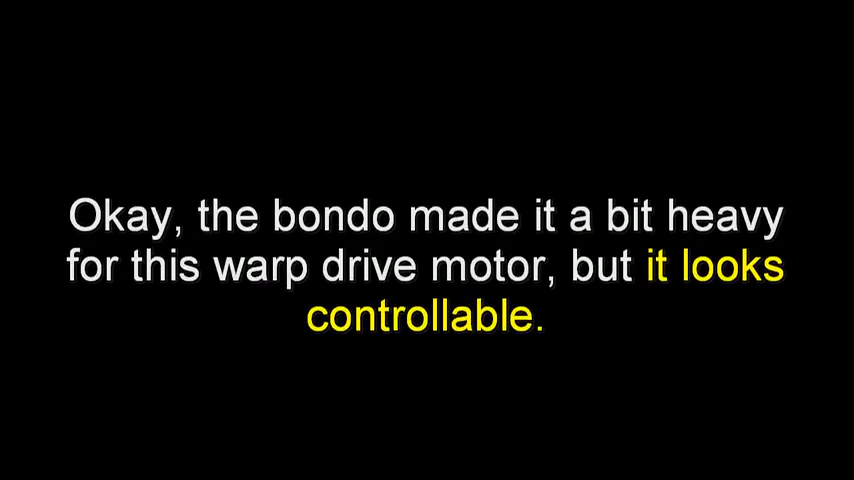 Okay, the bondo made it a bit heavy
for this warp drive motor, but it looks
controllable.